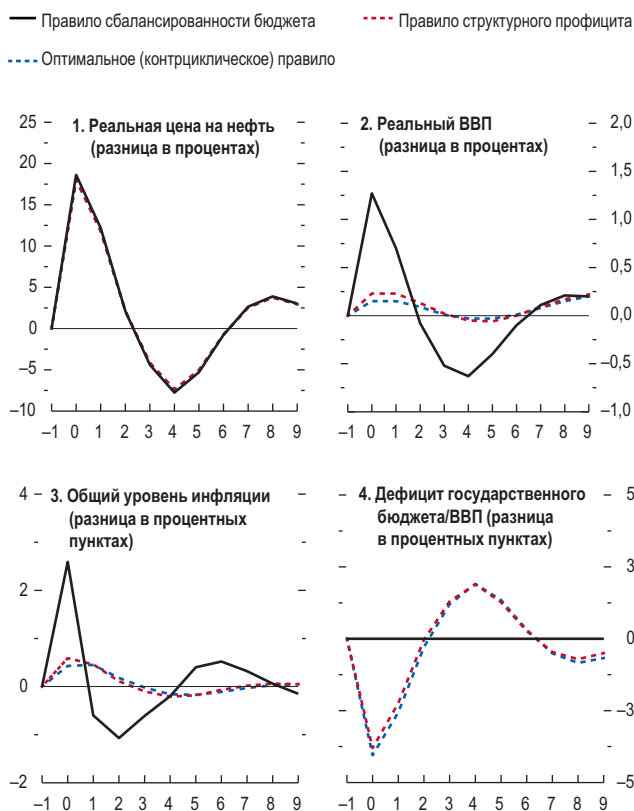 Правило сбалансированности бюджета
Правило структурного профицита
Оптимальное (контрциклическое) правило
1. Реальная цена на нефть
(разница в процентах)
25
20
15
10
5
0
–5
–10
–1 0 1 2 3 4 5 6 7 8 9
2. Реальный ВВП
(разница в процентах)
2,0
1,5
1,0
0,5
0,0
–0,5
–1,0
–1 0 1 2 3 4 5 6 7 8 9
3. Общий уровень инфляции
(разница в процентных
пунктах)
4
2
0
–2
–1 0 1 2 3 4 5 6 7 8 9
4. Дефицит государственного
бюджета/ВВП (разница
в процентных пунктах)
5
3
0
–3
–5
–1 0 1 2 3 4 5 6 7 8 9